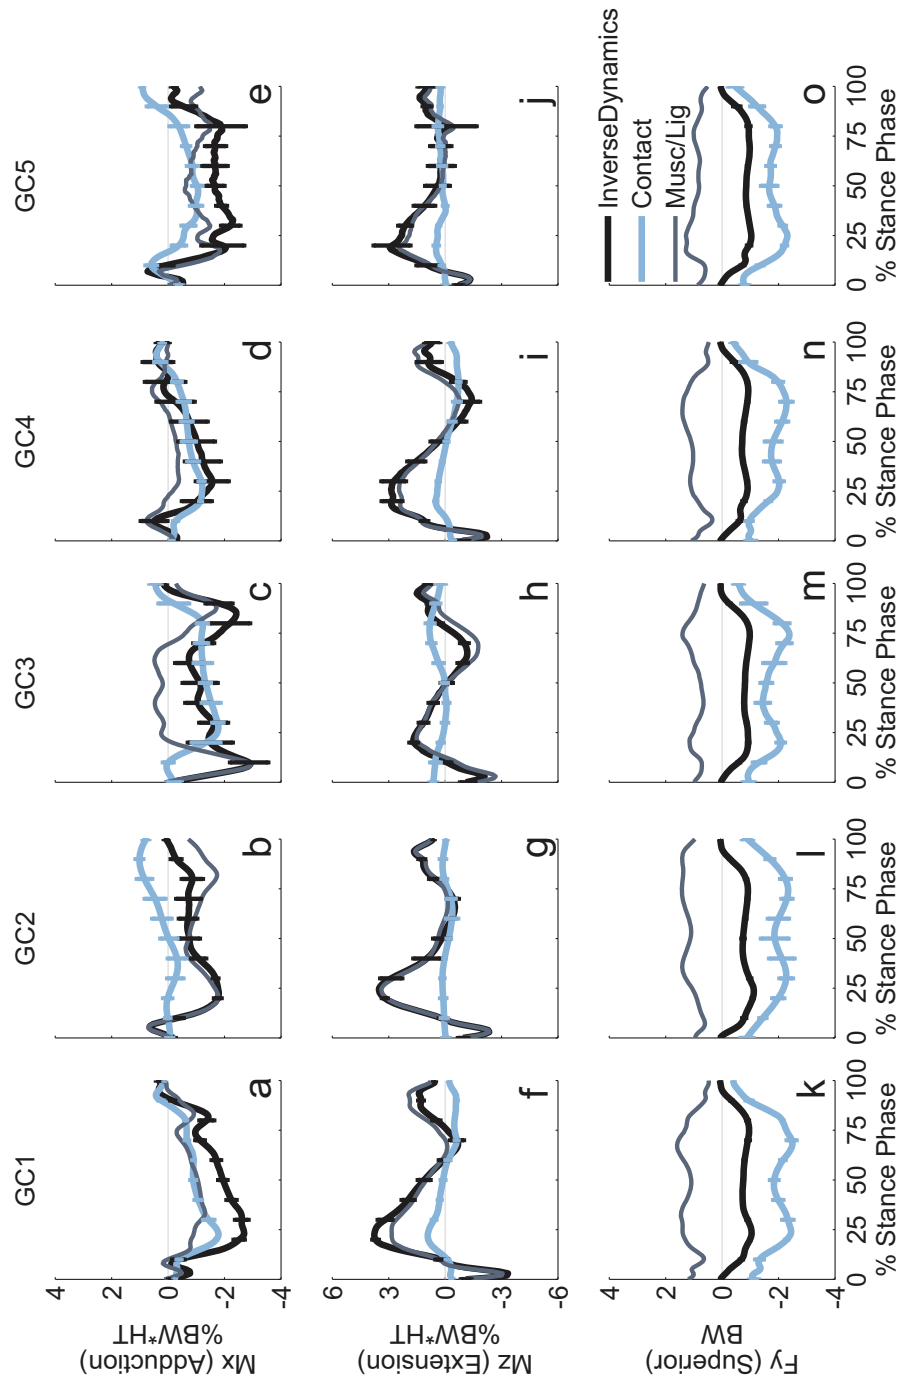 GC1 GC2 GC3 GC4 GC5
Mx (Adduction)
%BW*HT
4
2
0
-2
-4
a b c d e
Mz (Extension)
%BW*HT
6
3
0
-3
-6
f g h i j
Fy (Superior)
BW
4
2
0
-2
-4
InverseDynamics
Contact
Musc/Lig
k l m n o
0 25 50 75 100 0 25 50 75 100 0 25 50 75 100 0 25 50 75 100 0 25 50 75 100
% Stance Phase % Stance Phase % Stance Phase % Stance Phase % Stance Phase